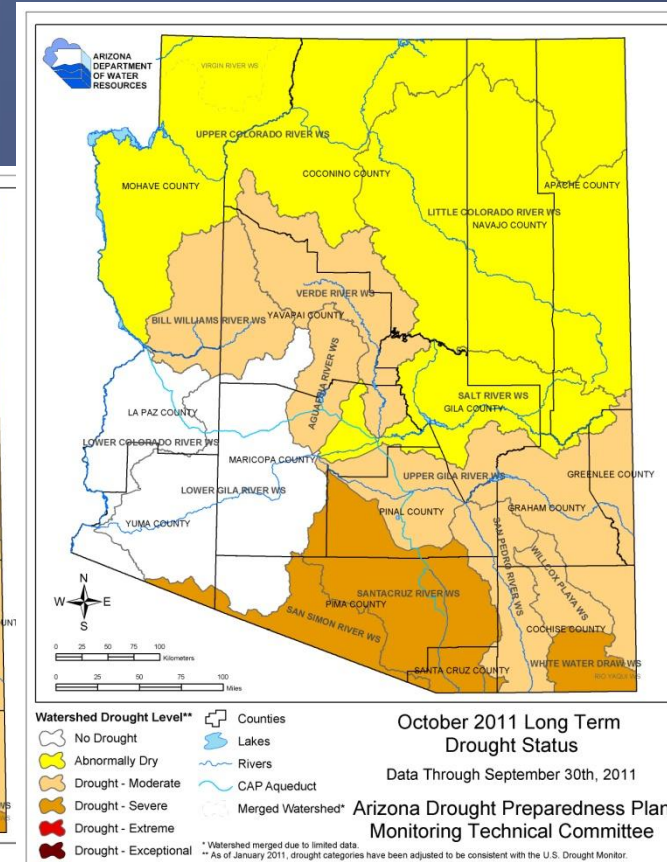 ARIZONA
DEPARTMENT
OF WATER
RESOURCES
VIRGIN RIVER WS
UPPER COLORADO RIVER WS
COCONINO COUNTY
MOHAVE COUNTY
APACHE COUNTY
LITTLE COLORADO RIVER WS
NAVAJO COUNTY
VERDE RIVER WS
YAVAPAI COUNTY
BILL WILLIAMS RIVER WS
AGUA FRIA RIVER WS
SALT RIVER WS
GILA COUNTY
LA PAZ COUNTY
LOWER COLORADO RIVER WS
MARICOPA COUNTY
UPPER GILA RIVER WS
GREENLEE COUNTY
LOWER GILA RIVER WS
YUMA COUNTY
PINAL COUNTY
GRAHAM COUNTY
SAN PEDRO RIVER WS
WILLCOX PLAYA WS
SANTACRUZ RIVER WS
PIMA COUNTY
SAN SIMON RIVER WS
COCHISE COUNTY
SANTA CRUZ COUNTY
WHITE WATER DRAW WS
RIO YAQUI WS
N
W E
S
0 25 50 75 100
Kilometers
0 25 50 100
Miles
Watershed Drought Level**
No Drought
Abnormally Dry
Drought - Moderate
Drought - Severe
Drought - Extreme
Drought - Exceptional
Counties
Lakes
Rivers
CAP Aqueduct
Merged Watershed*
October 2011 Long Term
Drought Status
Data Through September 30th, 2011
Arizona Drought Preparedness Plan
Monitoring Technical Committee
* Watershed merged due to limited data.
** As of January 2011, drought categories have been adjusted to be consistent with the U.S. Drought Monitor.